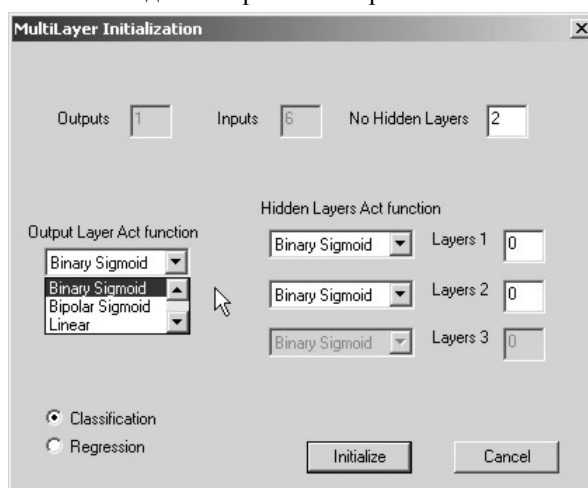 MultiLayer Initialization
Outputs 1 Inputs 6 No Hidden Layers 2
Hidden Layers Act function
Output Layer Act function
Binary Sigmoid Layers 1 0
Binary Sigmoid
Binary Sigmoid
Bipolar Sigmoid
Linear
Binary Sigmoid Layers 2 0
Binary Sigmoid Layers 3 0
Classification
Regression
Initialize Cancel